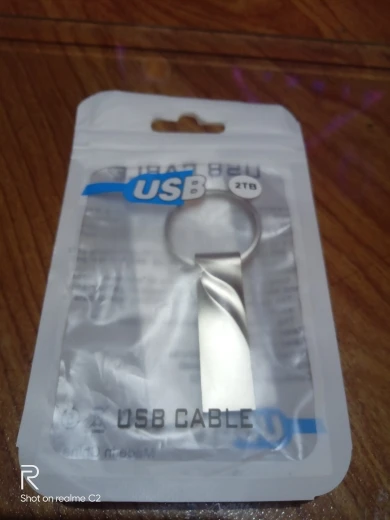 USB
2TB
USB CABLE
Shot on realme C2